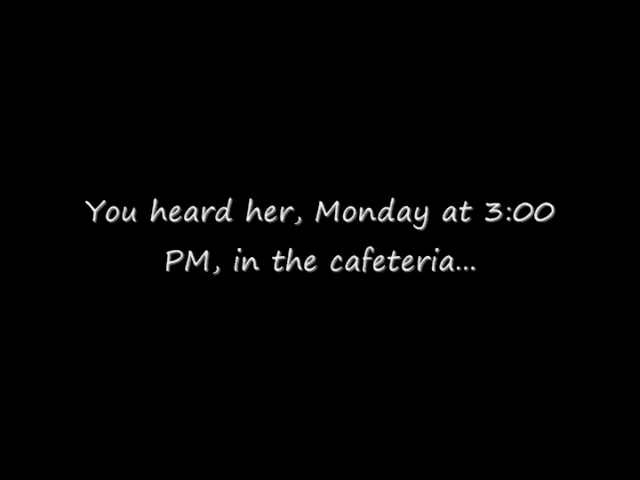 You heard her, Monday at 3:00
PM, in the cafeteria...